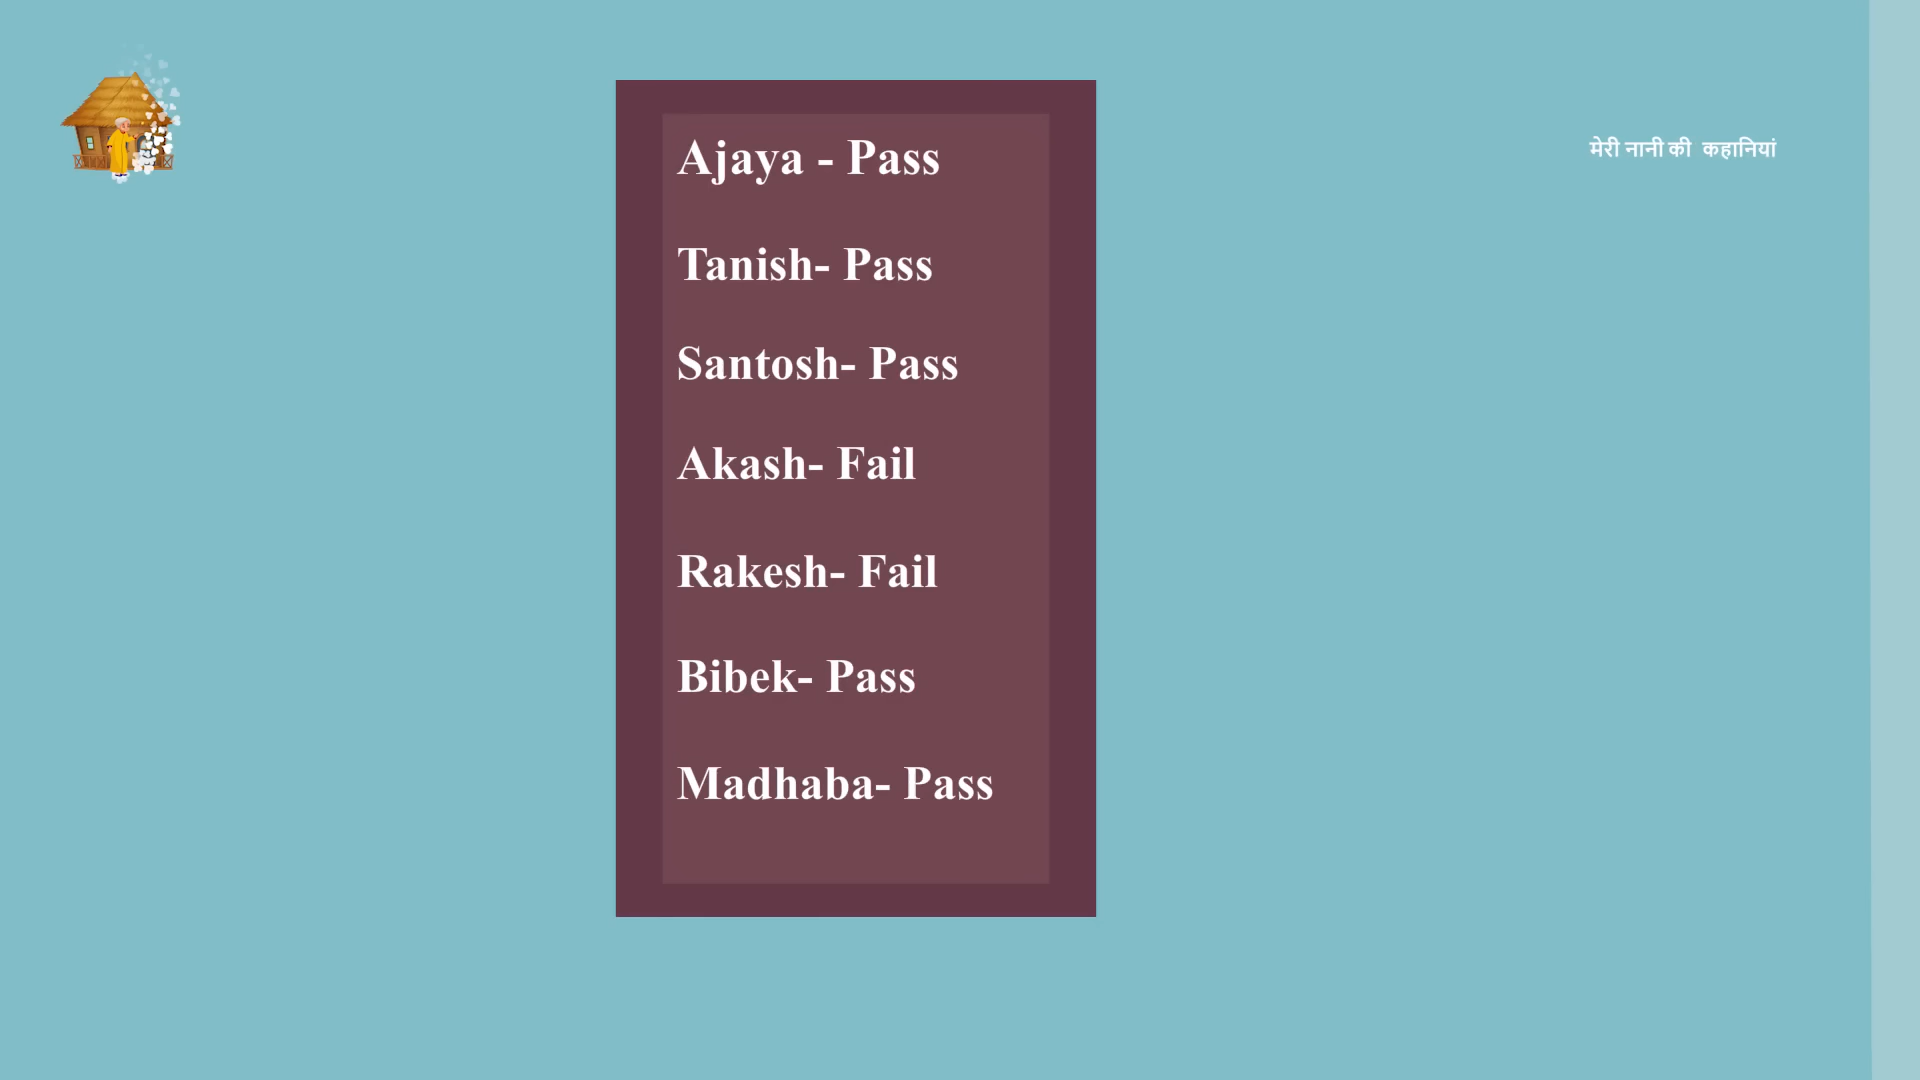 Ajaya - Pass
Tanish- Pass
Santosh- Pass
Akash- Fail
Rakesh- Fail
Bibek- Pass
Madhaba- Pass
मेरी नानी की कहानियां